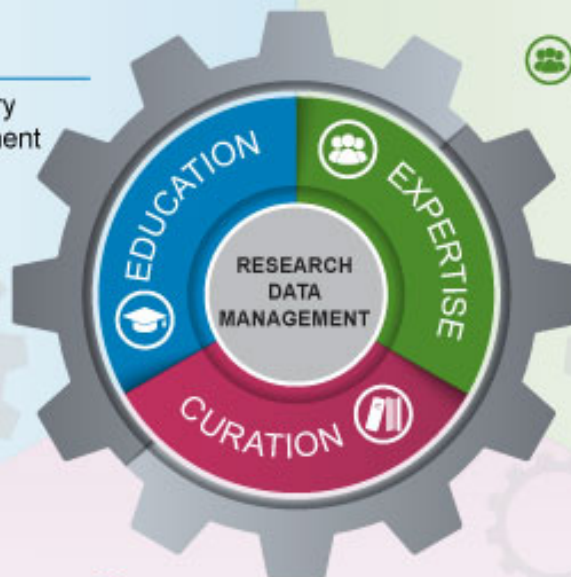 EDUCATION
EXPERTISE
RESEARCH
DATA
MANAGEMENT
CURATION